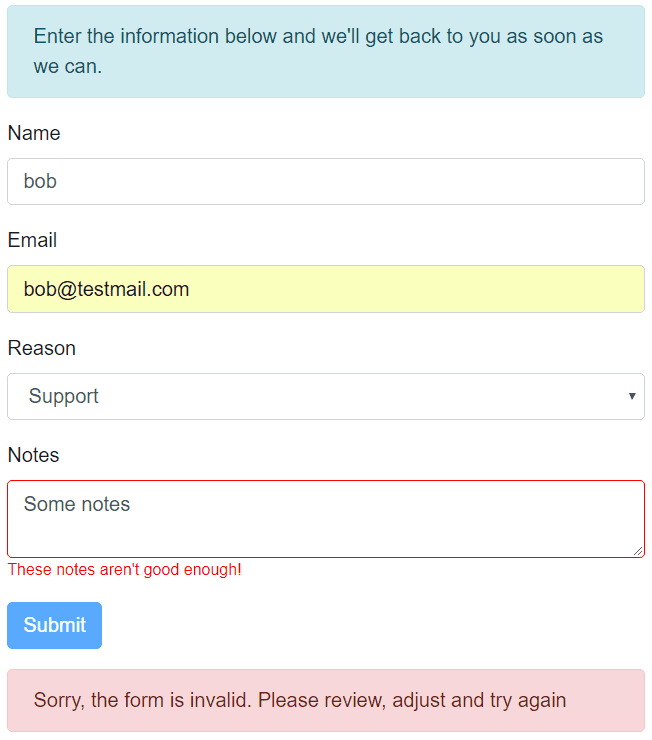 Enter the information below and we'll get back to you as soon as
we can.
Name
bob
Email
bob@testmail.com
Reason
Support
Notes
Some notes
These notes aren't good enough!
Submit
Sorry, the form is invalid. Please review, adjust and try again